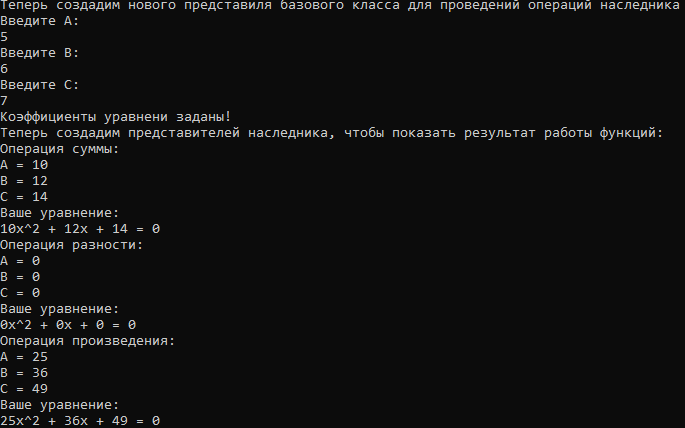 Теперь создадим нового представиля базового класса для проведений операций наследника
Введите A:
5
Введите B:
6
Введите C:
7
Коэффициенты уравнени заданы!
Теперь создадим представителей наследника, чтобы показать результат работы функций:
Операция суммы:
A = 10
B = 12
C = 14
Ваше уравнение:
10x^2 + 12x + 14 = 0
Операция разности:
A = 0
B = 0
C = 0
Ваше уравнение:
0x^2 + 0x + 0 = 0
Операция произведения:
A = 25
B = 36
C = 49
Ваше уравнение:
25x^2 + 36x + 49 = 0